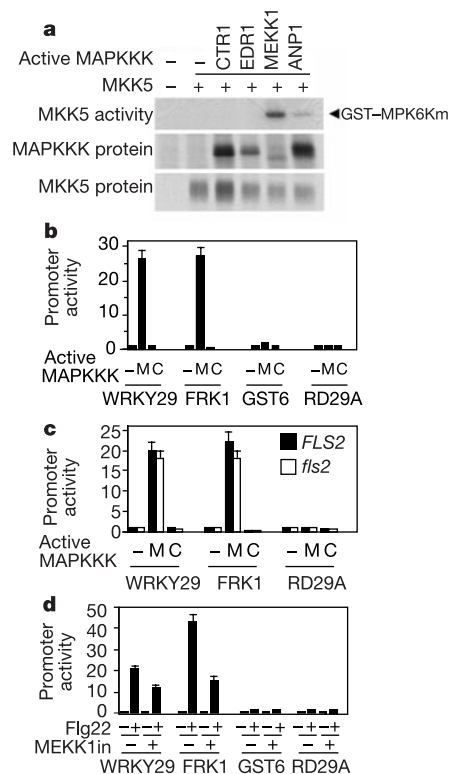 a
Active MAPKKK – – CTR1 EDR1 MEKK1 ANP1
MKK5 – + + + + +
MKK5 activity ◄GST–MPK6Km
MAPKKK protein
MKK5 protein
b
Promoter activity
30
20
10
0
Active MAPKKK – M C – M C – M C – M C
WRKY29 FRK1 GST6 RD29A
c
Promoter activity
25
20
15
10
5
0
FLS2
fls2
Active MAPKKK – M C – M C – M C
WRKY29 FRK1 RD29A
d
Promoter activity
50
40
30
20
10
0
Flg22 – + – + – + – + – + – + – + – +
MEKK1in – + – + – + – +
WRKY29 FRK1 GST6 RD29A